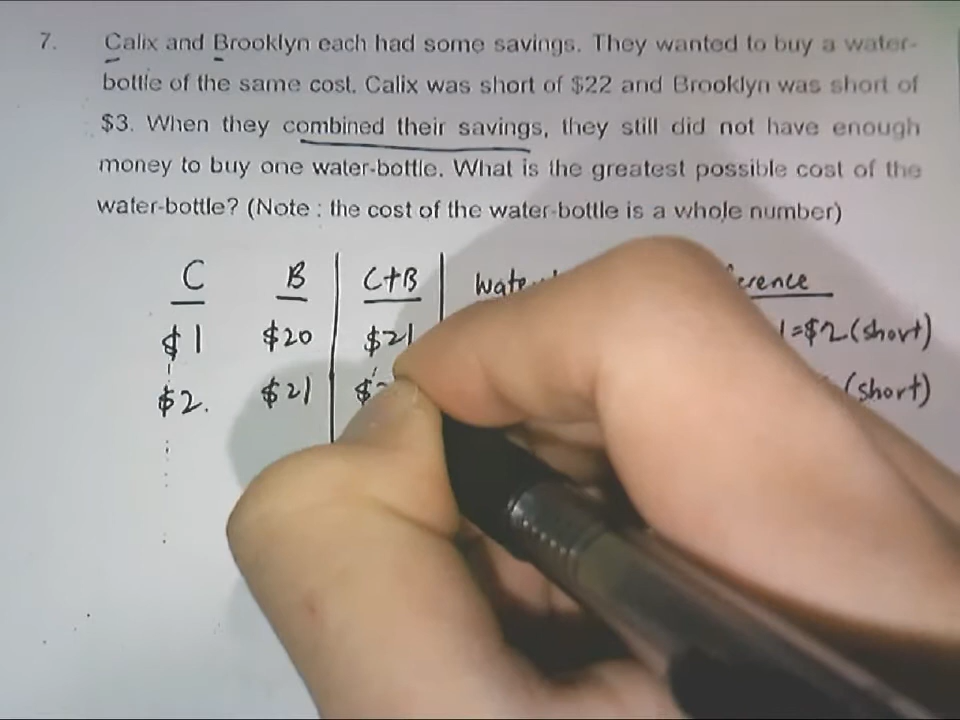 7. Calix and Brooklyn each had some savings. They wanted to buy a water-
bottle of the same cost. Calix was short of $22 and Brooklyn was short of
$3. When they combined their savings, they still did not have enough
money to buy one water-bottle. What is the greatest possible cost of the
water-bottle? (Note : the cost of the water-bottle is a whole number)
C B C+B
$1 $20 $21 =$2 (short)
$2. $21 (short)